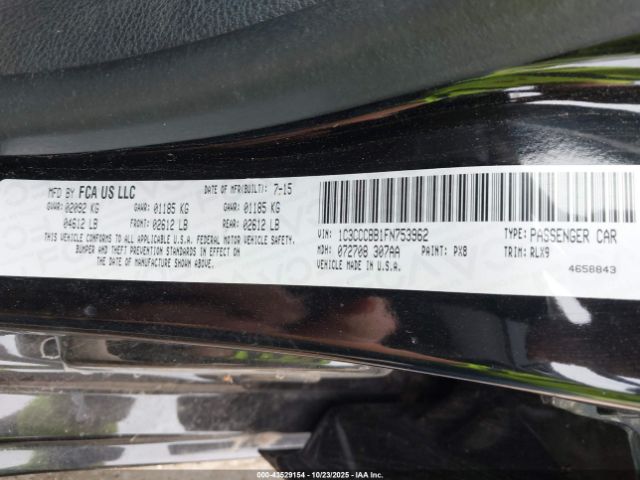 MFD BY FCA US LLC DATE OF MFR(BUILT): 7-15
GVWR: 02092 KG GAWR: 01185 KG GAWR: 01185 KG
04612 LB FRONT: 02612 LB REAR: 02612 LB
THIS VEHICLE CONFORMS TO ALL APPLICABLE U.S.A. FEDERAL MOTOR VEHICLE SAFETY,
BUMPER AND THEFT PREVENTION STANDARDS IN EFFECT ON
THE DATE OF MANUFACTURE SHOWN ABOVE.
VIN: 1C3CCCBB1FN753962 TYPE: PASSENGER CAR
MDH: 072708 307AA PAINT: PX8 TRIM: RLX9
VEHICLE MADE IN U.S.A. 4658843
000-43529154 10/23/2025 - IAAI.COM